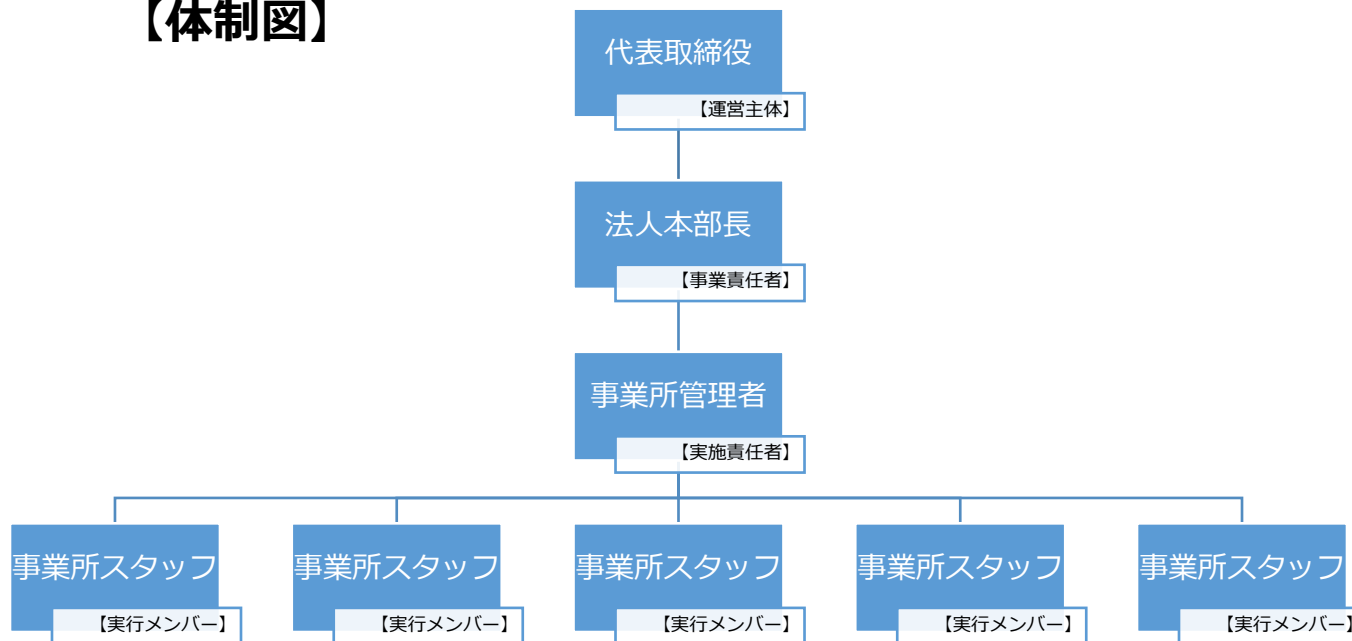 【体制図】
代表取締役
【運営主体】
法人本部長
【事業責任者】
事業所管理者
【実施責任者】
事業所スタッフ
【実行メンバー】
事業所スタッフ
【実行メンバー】
事業所スタッフ
【実行メンバー】
事業所スタッフ
【実行メンバー】
事業所スタッフ
【実行メンバー】